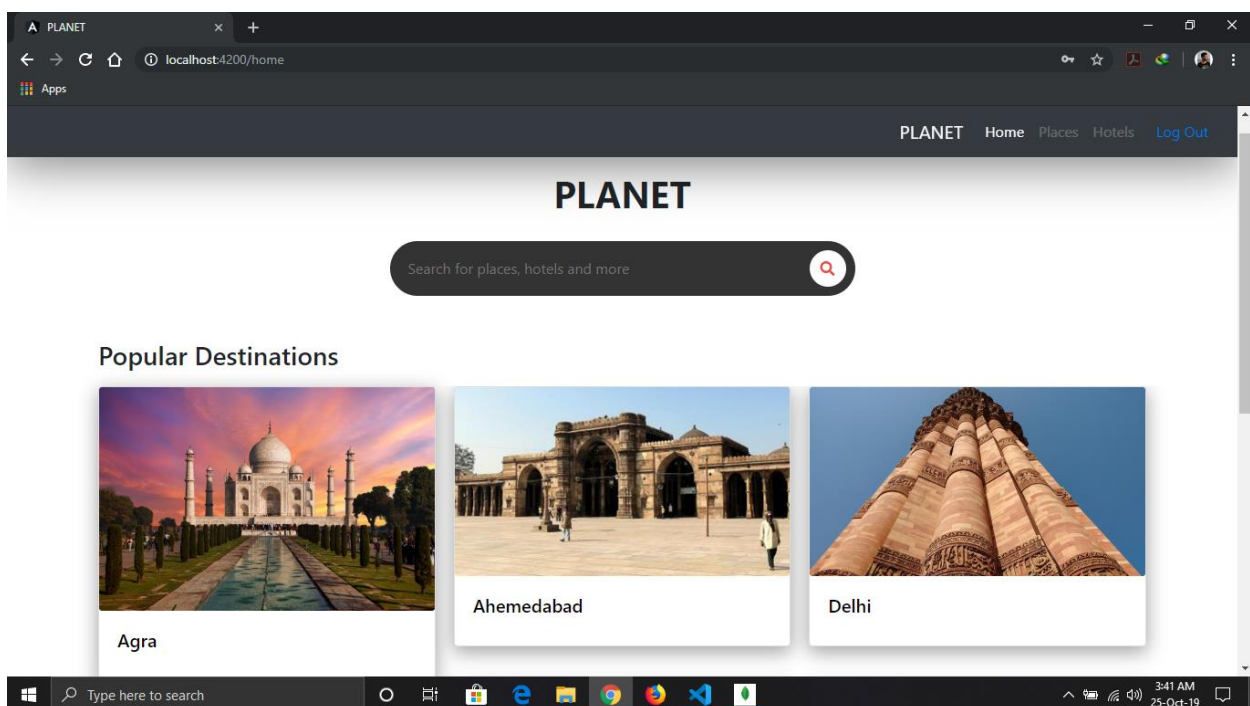 PLANET
localhost:4200/home
Apps
PLANET Home Places Hotels Log Out
PLANET
Search for places, hotels and more
Popular Destinations
Agra
Ahemedabad
Delhi
Type here to search
3:41 AM
25-Oct-19